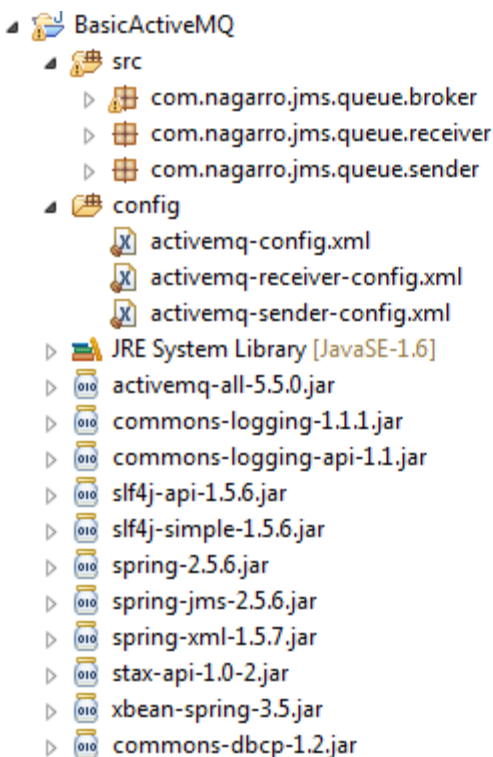 BasicActiveMQ
src
com.nagarro.jms.queue.broker
com.nagarro.jms.queue.receiver
com.nagarro.jms.queue.sender
config
activemq-config.xml
activemq-receiver-config.xml
activemq-sender-config.xml
JRE System Library [JavaSE-1.6]
activemq-all-5.5.0.jar
commons-logging-1.1.1.jar
commons-logging-api-1.1.jar
slf4j-api-1.5.6.jar
slf4j-simple-1.5.6.jar
spring-2.5.6.jar
spring-jms-2.5.6.jar
spring-xml-1.5.7.jar
stax-api-1.0-2.jar
xbean-spring-3.5.jar
commons-dbcp-1.2.jar